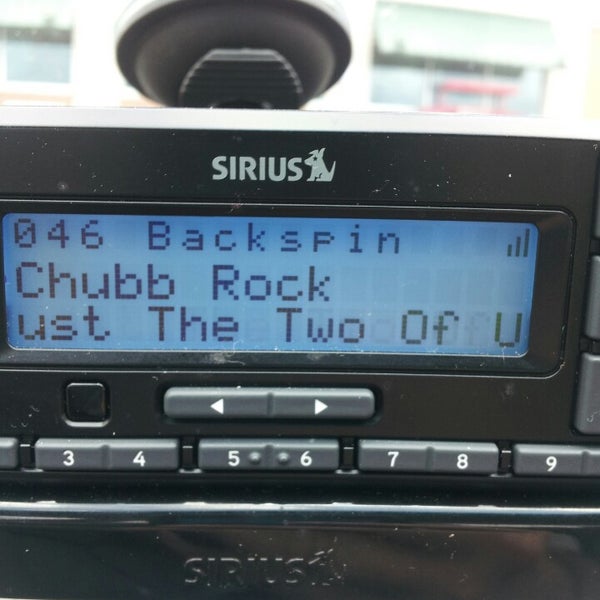 SIRIUS
046 Backspin
Chubb Rock
ust The Two Of U
3 4 5 6 7 8 9
SIRIUS